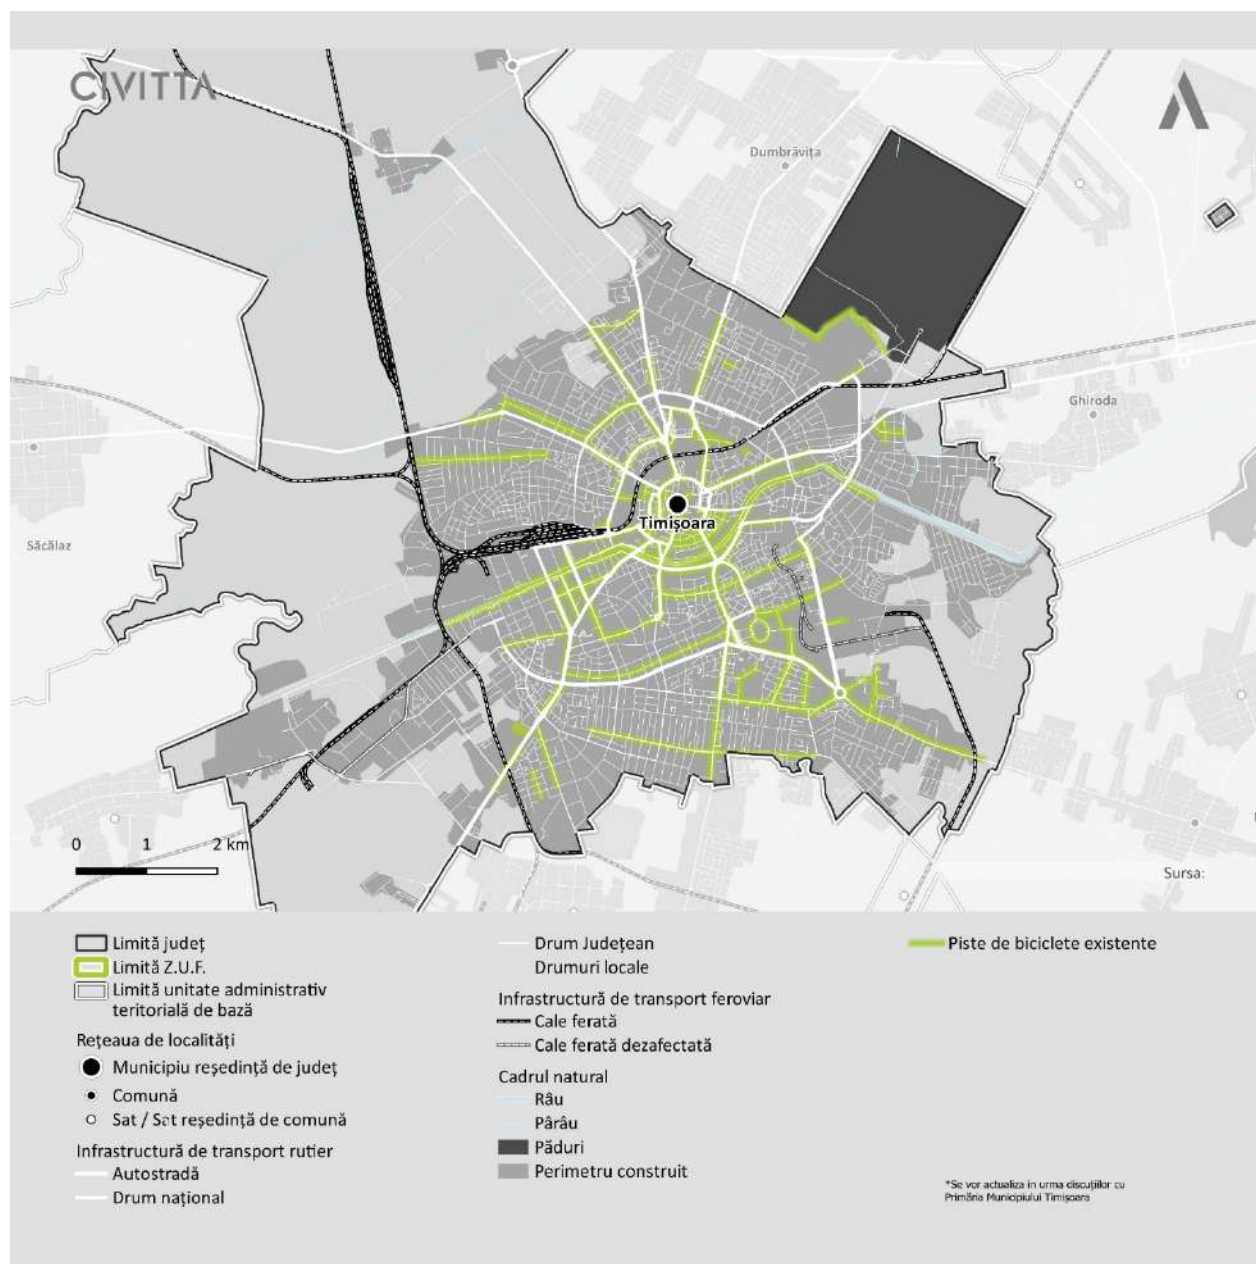 CIVITTA
Dumbrăvița
Ghiroda
Timișoara
Săcălaz
0 1 2 km
Sursa:
Limită județ
Limită Z.U.F.
Limită unitate administrativ
teritorială de bază
Rețeaua de localități
Municipiu reședință de județ
Comună
Sat / Sat reședință de comună
Infrastructură de transport rutier
Autostradă
Drum național
Drum Județean
Drumuri locale
Infrastructură de transport feroviar
Cale ferată
Cale ferată dezafectată
Cadrul natural
Râu
Pârâu
Păduri
Perimetru construit
Piste de biciclete existente
*Se vor actualiza in urma discuțiilor cu
Primăria Municipiului Timișoara